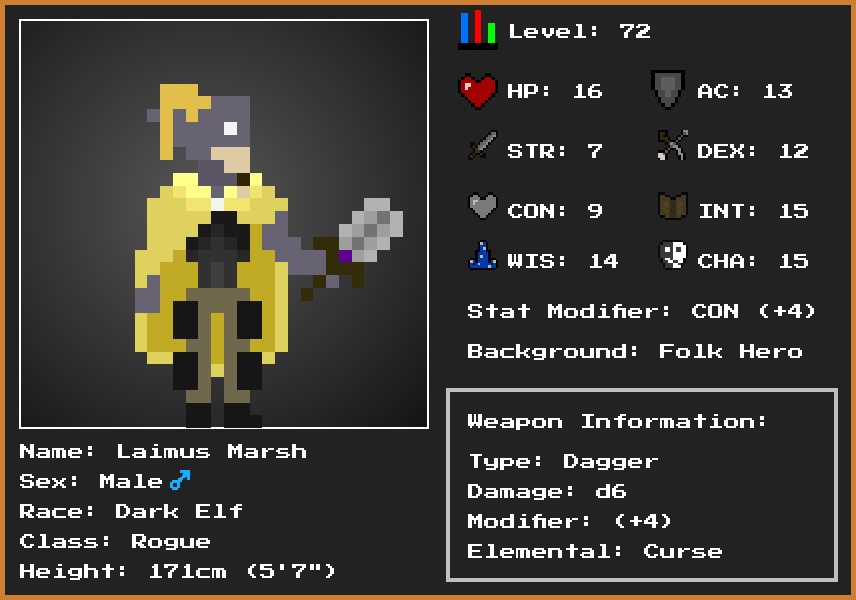 Level: 72
HP: 16
AC: 13
STR: 7
DEX: 12
CON: 9
INT: 15
WIS: 14
CHA: 15
Stat Modifier: CON (+4)
Background: Folk Hero
Weapon Information:
Type: Dagger
Damage: d6
Modifier: (+4)
Elemental: Curse
Name: Laimus Marsh
Sex: Male♂
Race: Dark Elf
Class: Rogue
Height: 171cm (5'7")